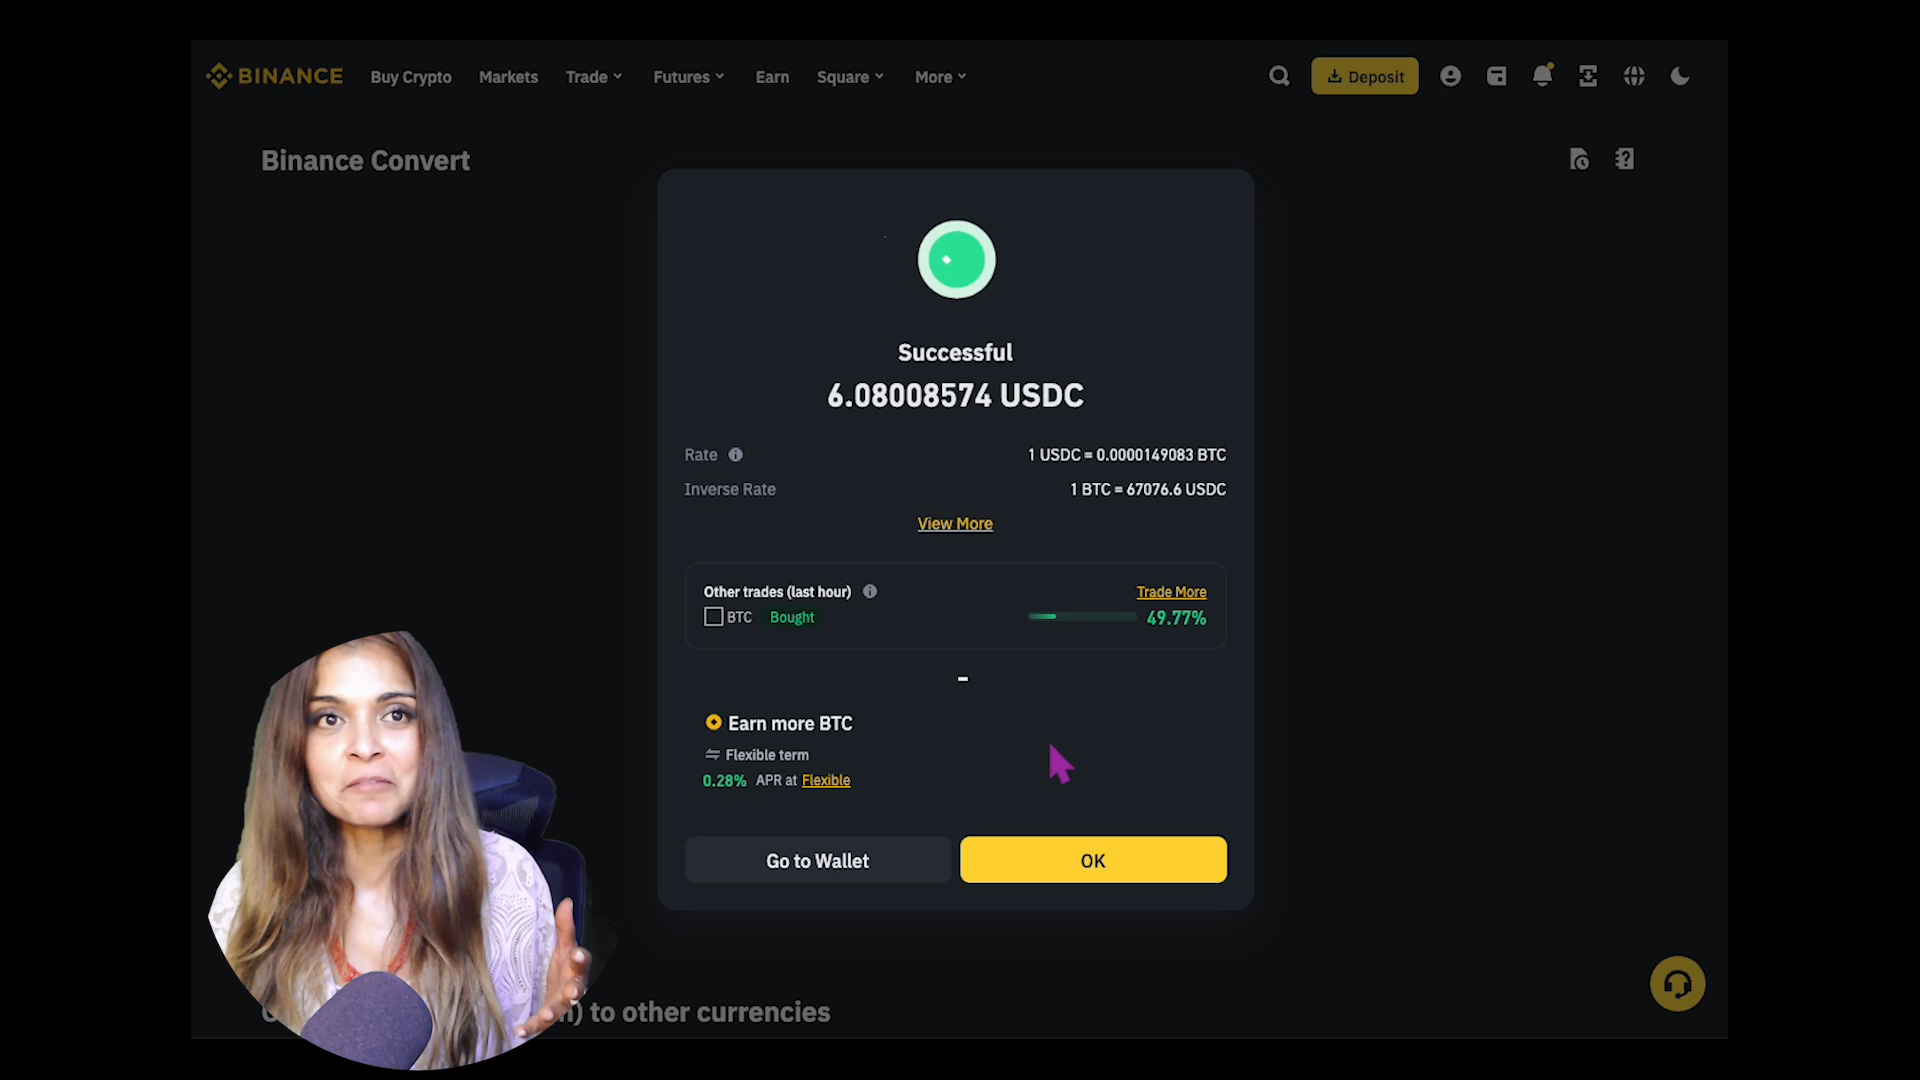 BINANCE Buy Crypto Markets Trade Futures Earn Square More Deposit
Binance Convert
Successful
6.08008574 USDC
Rate 1 USDC = 0.0000149083 BTC
Inverse Rate 1 BTC = 67076.6 USDC
View More
Other trades (last hour) Trade More
BTC Bought 49.77%
Earn more BTC
Flexible term
0.28% APR at Flexible
Go to Wallet OK
) to other currencies